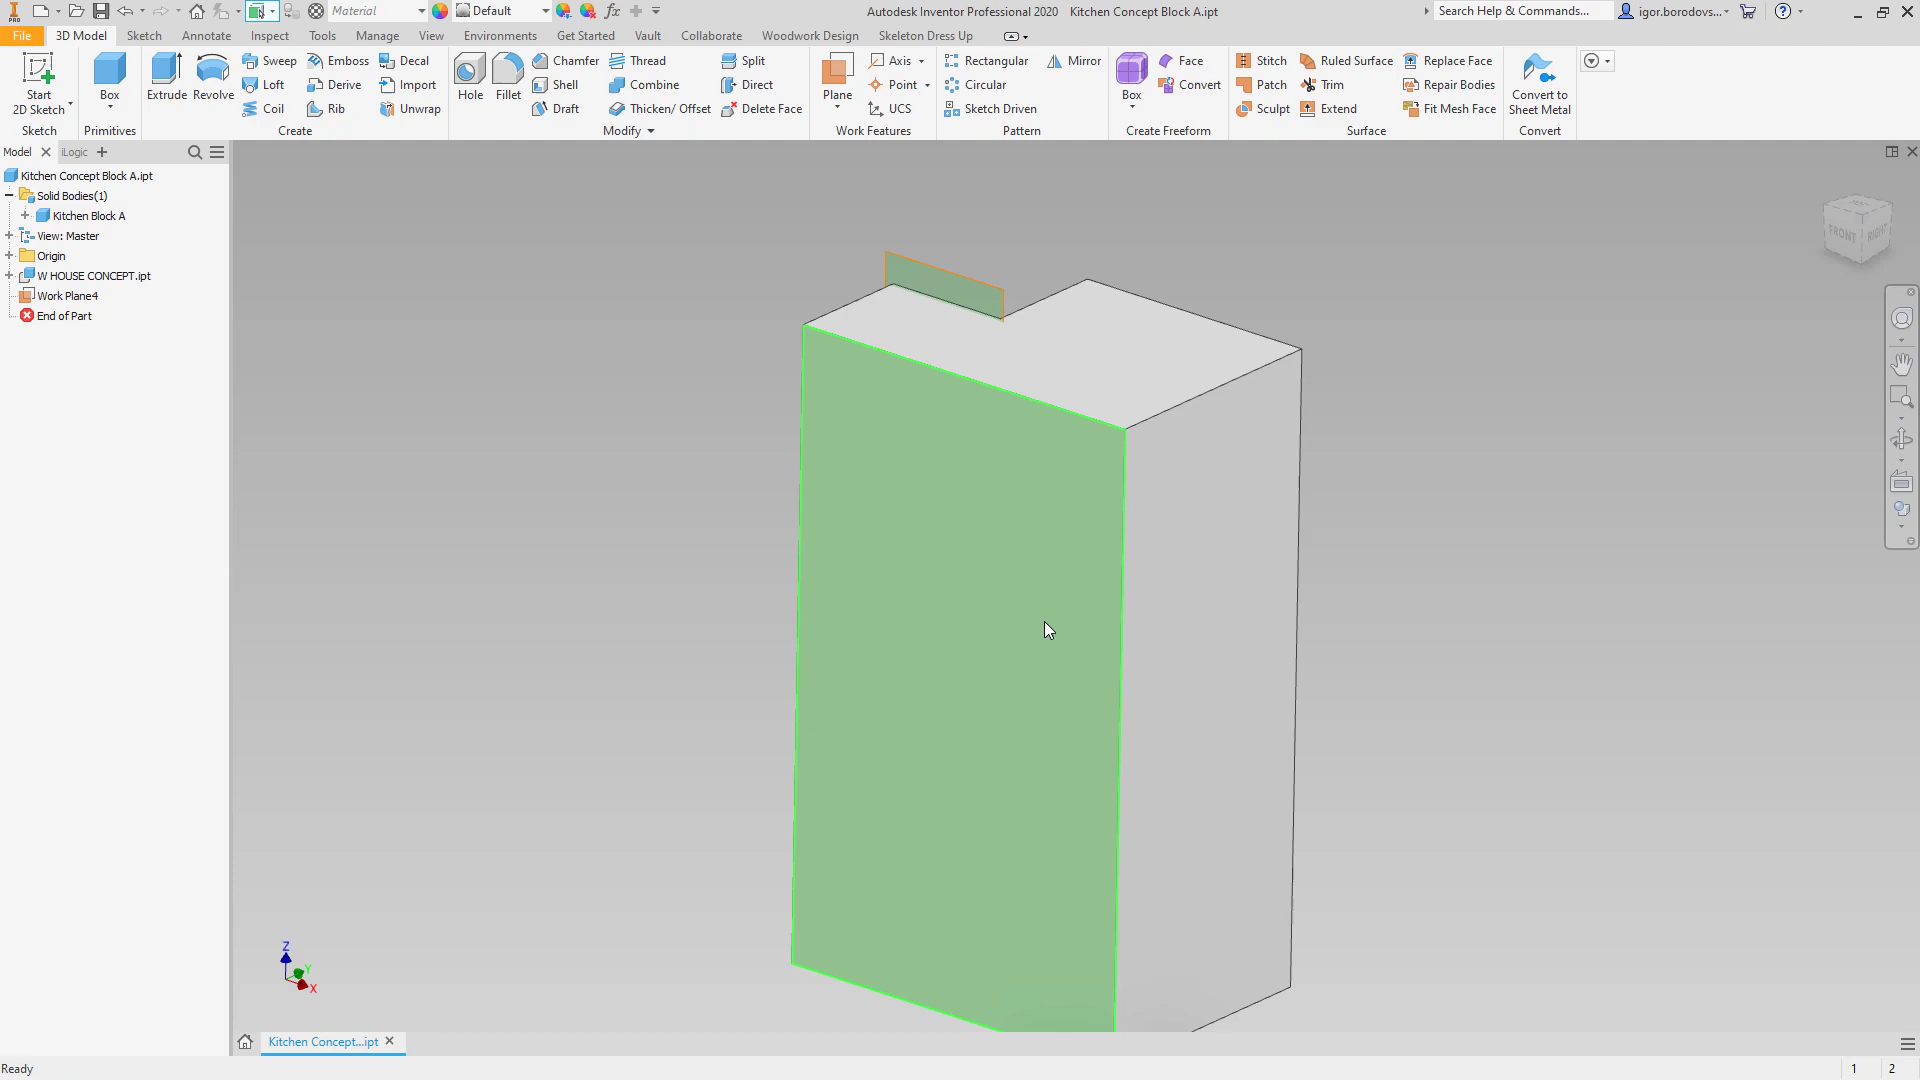 PRO
Material
Default
Autodesk Inventor Professional 2020 Kitchen Concept Block A.ipt
Search Help & Commands...
igor.borodovs...
File 3D Model Sketch Annotate Inspect Tools Manage View Environments Get Started Vault Collaborate Woodwork Design Skeleton Dress Up
Start
2D Sketch
Sketch
Box
Primitives
Extrude
Revolve
Sweep
Loft
Coil
Emboss
Derive
Rib
Decal
Import
Unwrap
Create
Hole
Fillet
Chamfer
Shell
Draft
Thread
Combine
Thicken/ Offset
Split
Direct
Delete Face
Modify
Plane
Axis
Point
UCS
Work Features
Rectangular
Circular
Sketch Driven
Mirror
Pattern
Box
Face
Convert
Create Freeform
Stitch
Patch
Sculpt
Ruled Surface
Trim
Extend
Replace Face
Repair Bodies
Fit Mesh Face
Surface
Convert to
Sheet Metal
Convert
Model
iLogic
Kitchen Concept Block A.ipt
Solid Bodies(1)
Kitchen Block A
View: Master
Origin
W HOUSE CONCEPT.ipt
Work Plane4
End of Part
FRONT
RIGHT
Z
Y
X
Kitchen Concept...ipt
Ready
1 2